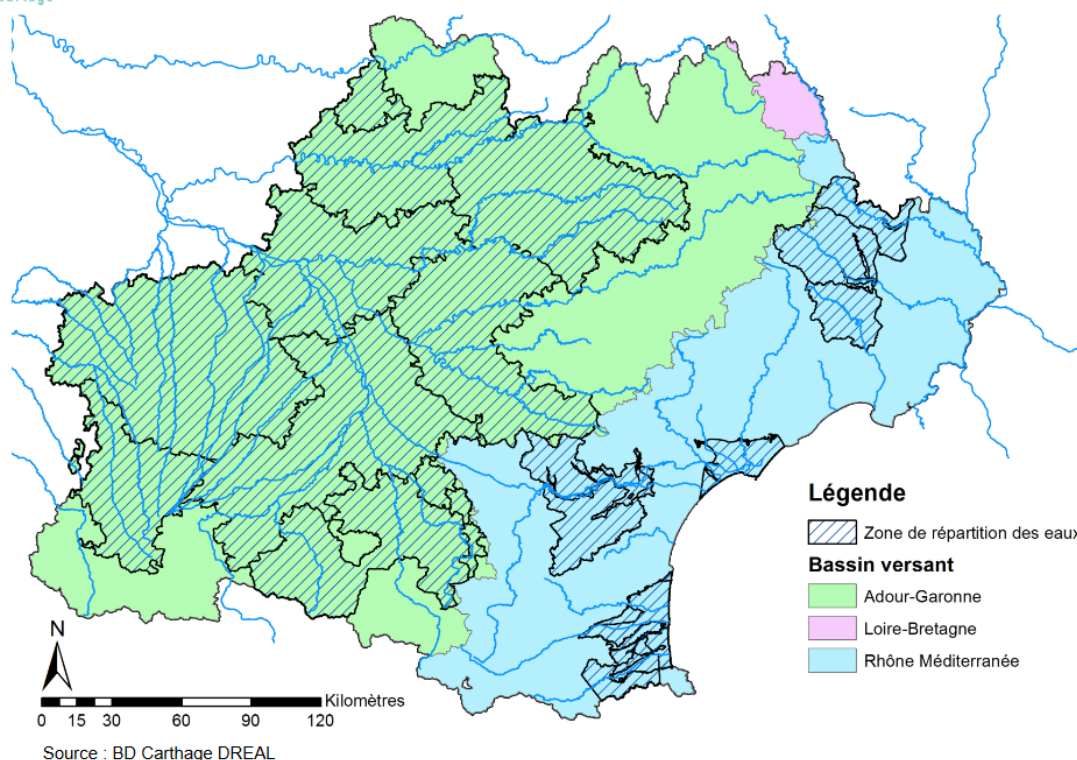 Légende
Zone de répartition des eaux
Bassin versant
Adour-Garonne
Loire-Bretagne
Rhône Méditerranée
N
Kilomètres
0 15 30 60 90 120
Source : BD Carthage DREAL